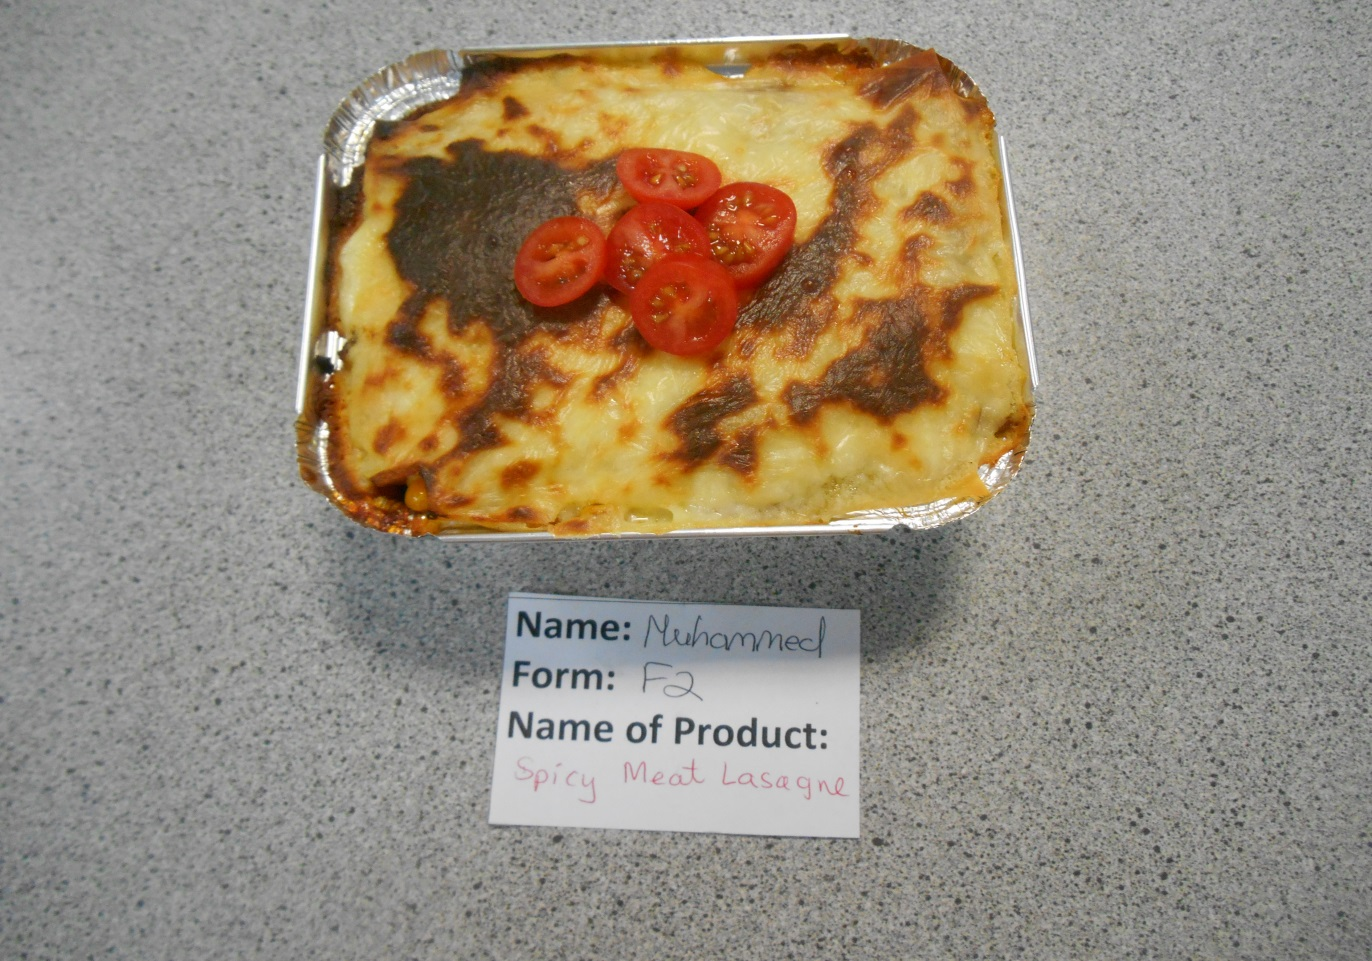 Name: Muhammed
Form: F2
Name of Product:
Spicy Meat Lasagne